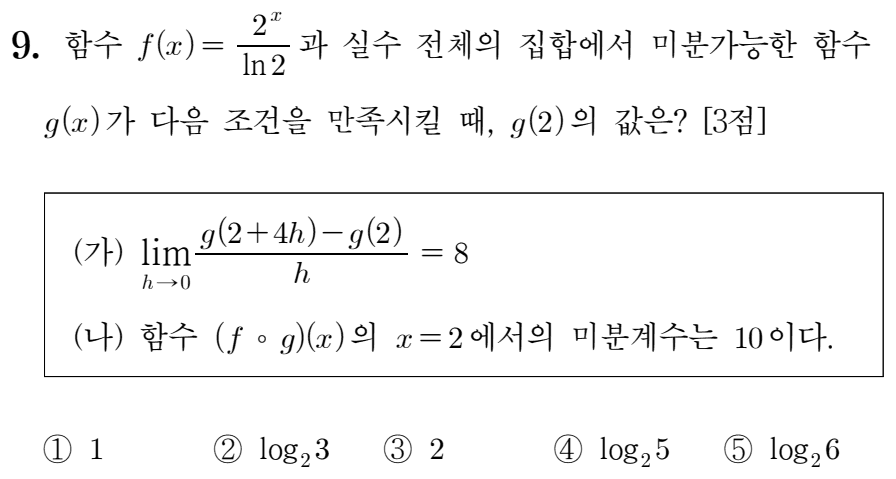 9. 함수 f(x) = 2^x / ln2 과 실수 전체의 집합에서 미분가능한 함수
g(x)가 다음 조건을 만족시킬 때, g(2)의 값은? [3점]
(가) lim_{h→0} (g(2+4h)−g(2)) / h = 8
(나) 함수 (f ∘ g)(x)의 x=2에서의 미분계수는 10이다.
① 1 ② log₂3 ③ 2 ④ log₂5 ⑤ log₂6